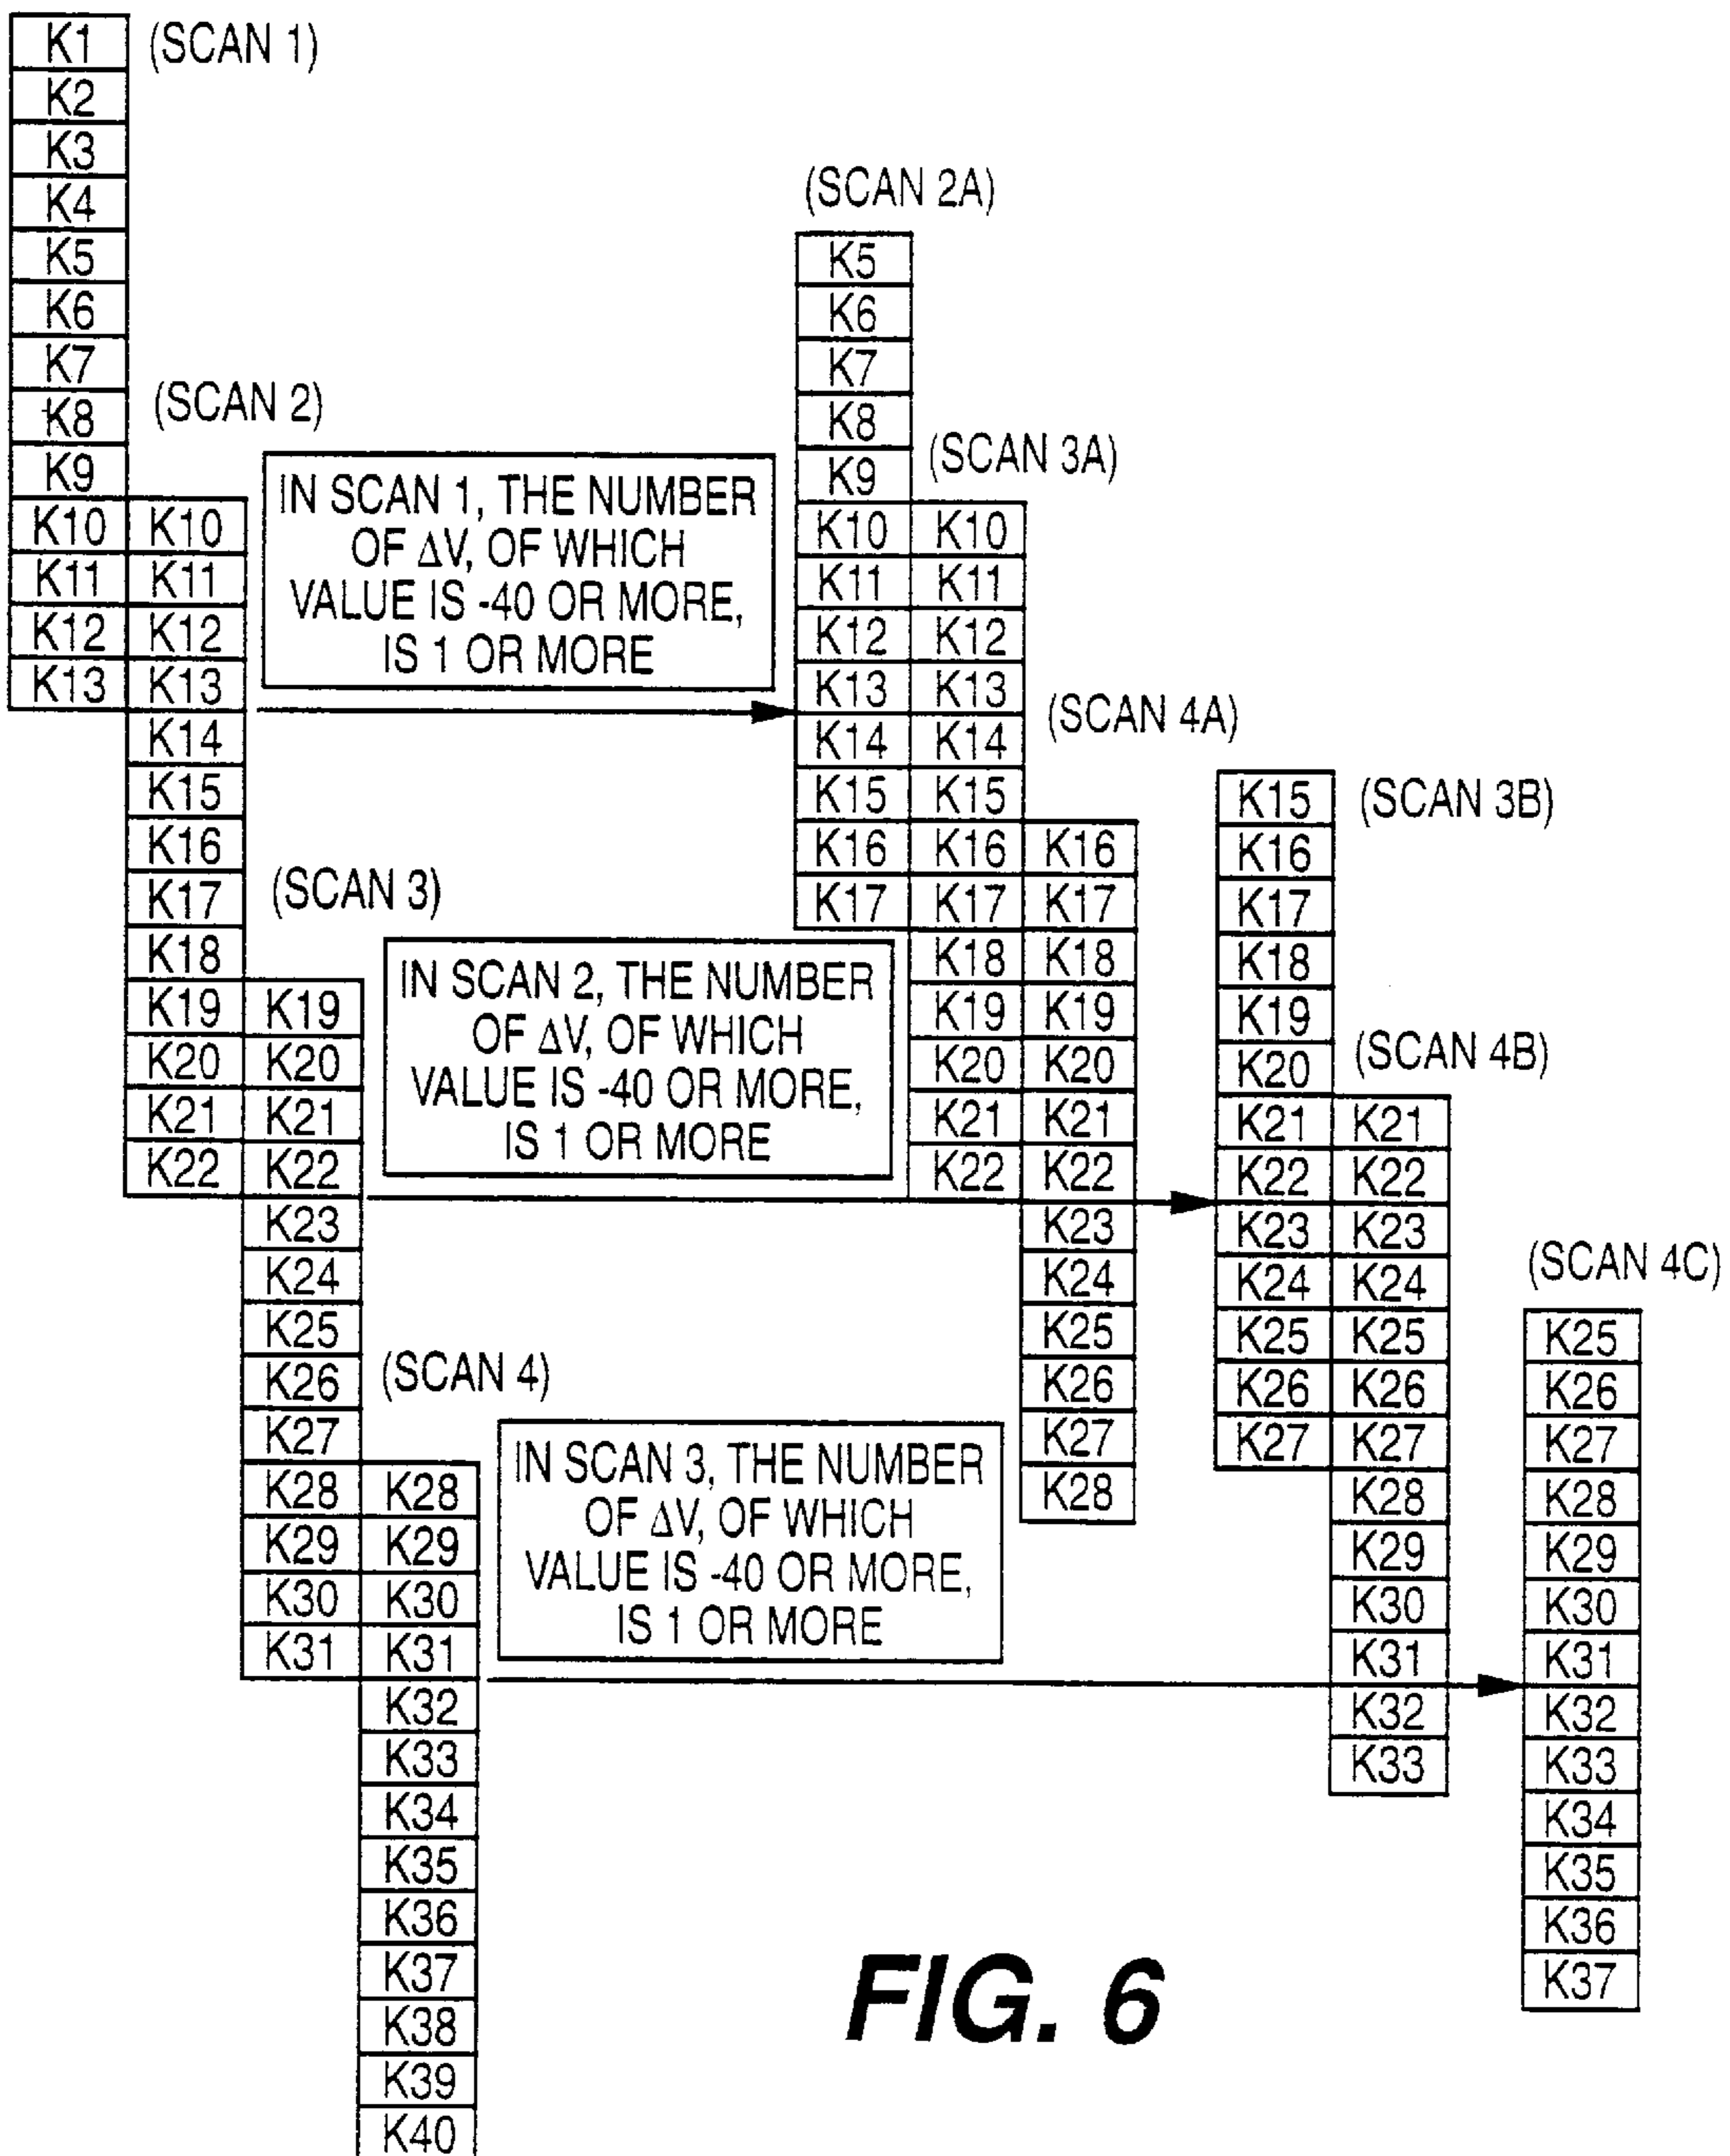 (SCAN 1)
K1
K2
K3
K4
K5
K6
K7
K8
K9
K10
K11
K12
K13
(SCAN 2)
K10
K11
K12
K13
K14
K15
K16
K17
K18
K19
K20
K21
K22
(SCAN 3)
K19
K20
K21
K22
K23
K24
K25
K26
K27
K28
K29
K30
K31
(SCAN 4)
K28
K29
K30
K31
K32
K33
K34
K35
K36
K37
K38
K39
K40
IN SCAN 1, THE NUMBER
OF ΔV, OF WHICH
VALUE IS -40 OR MORE,
IS 1 OR MORE
IN SCAN 2, THE NUMBER
OF ΔV, OF WHICH
VALUE IS -40 OR MORE,
IS 1 OR MORE
IN SCAN 3, THE NUMBER
OF ΔV, OF WHICH
VALUE IS -40 OR MORE,
IS 1 OR MORE
(SCAN 2A)
K5
K6
K7
K8
K9
K10
K11
K12
K13
K14
K15
K16
K17
(SCAN 3A)
K10
K11
K12
K13
K14
K15
K16
K17
K18
K19
K20
K21
K22
(SCAN 4A)
K16
K17
K18
K19
K20
K21
K22
K23
K24
K25
K26
K27
K28
(SCAN 3B)
K15
K16
K17
K18
K19
K20
K21
K22
K23
K24
K25
K26
K27
(SCAN 4B)
K21
K22
K23
K24
K25
K26
K27
K28
K29
K30
K31
K32
K33
(SCAN 4C)
K25
K26
K27
K28
K29
K30
K31
K32
K33
K34
K35
K36
K37
FIG. 6